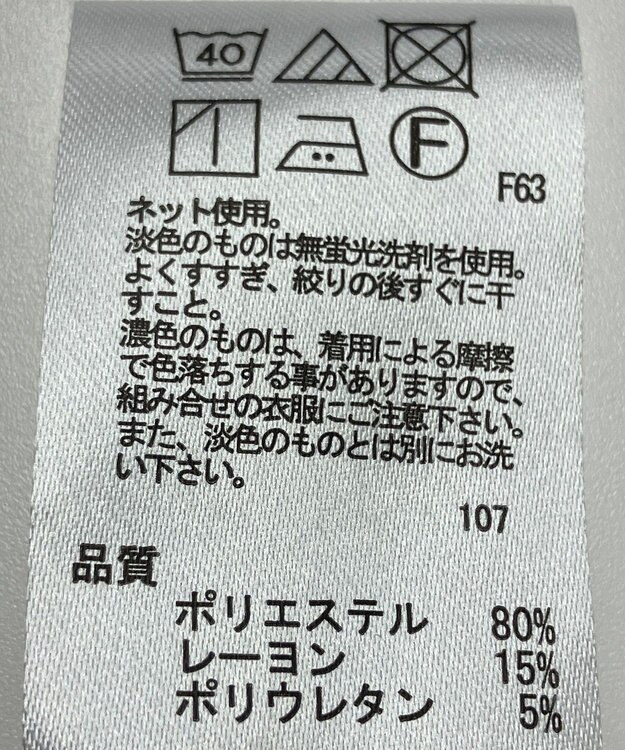 40
F
F63
ネット使用。
淡色のものは無蛍光洗剤を使用。
よくすすぎ、絞りの後すぐに干
すこと。
濃色のものは、着用による摩擦
で色落ちする事がありますので、
組み合せの衣服にご注意下さい。
また、淡色のものとは別にお洗
い下さい。
107
品質
ポリエステル 80%
レーヨン 15%
ポリウレタン 5%